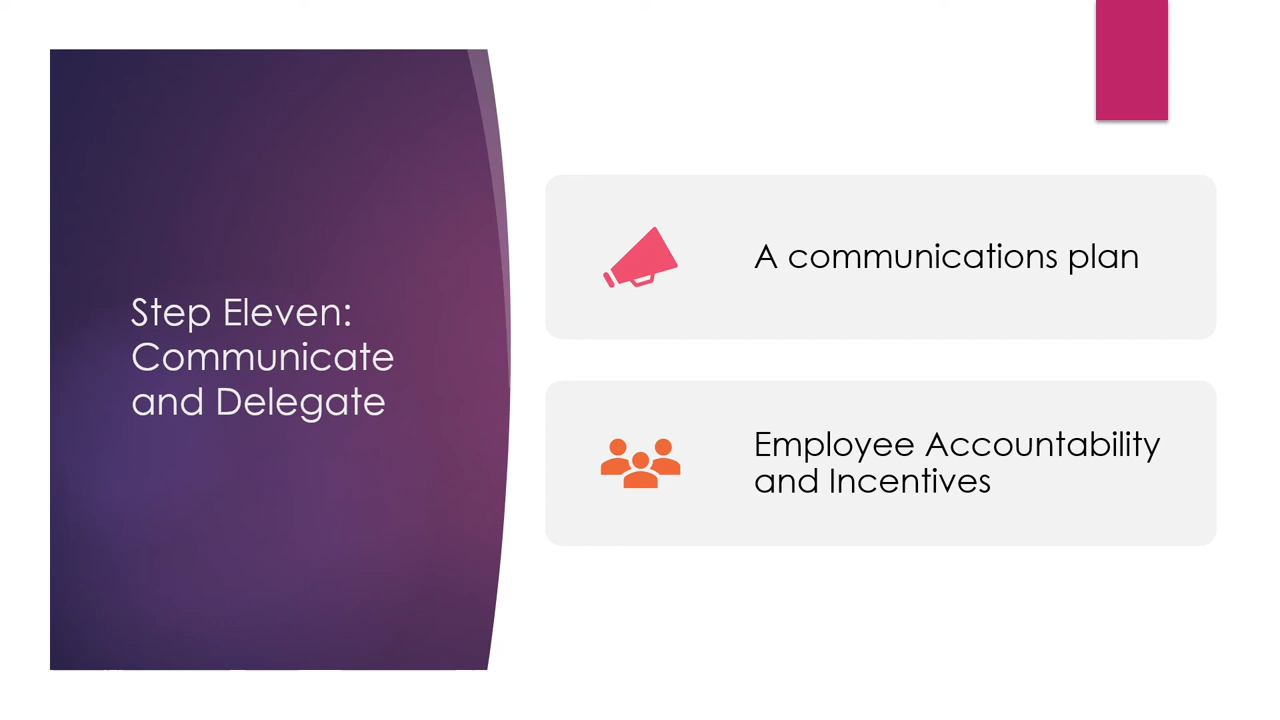 Step Eleven:
Communicate
and Delegate
A communications plan
Employee Accountability
and Incentives